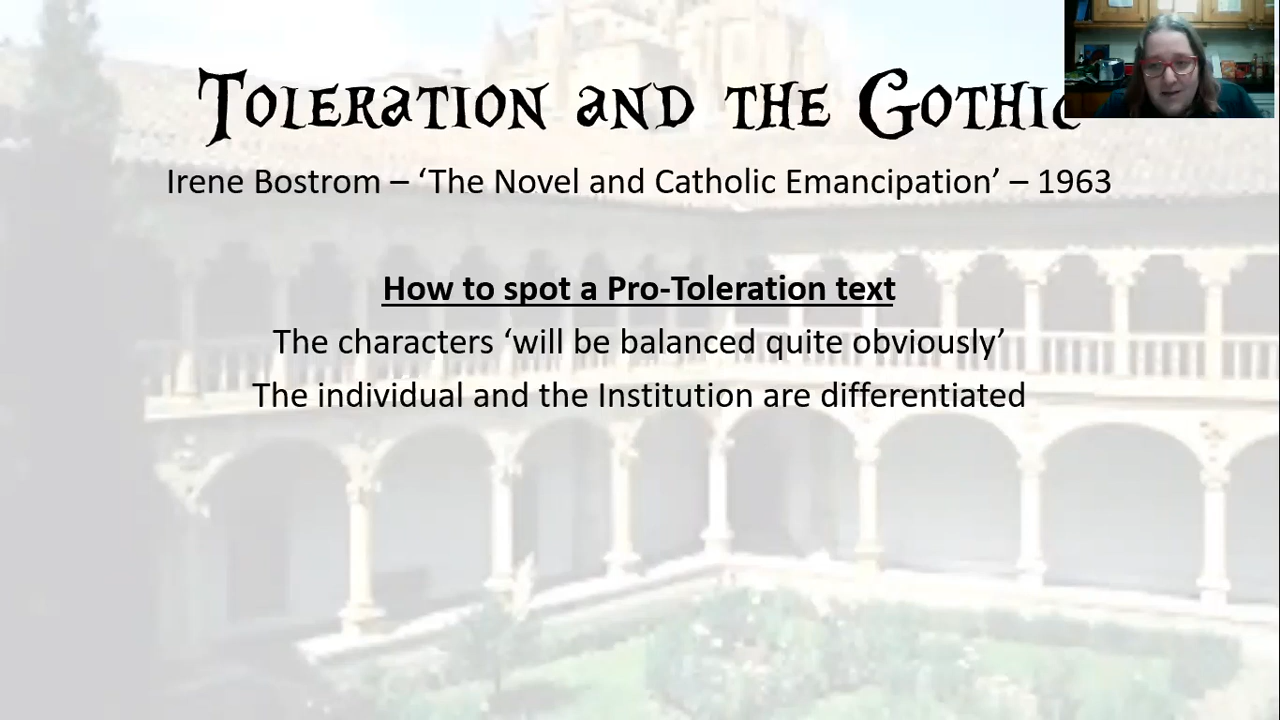 Toleration and the Gothic
Irene Bostrom – ‘The Novel and Catholic Emancipation’ – 1963
How to spot a Pro-Toleration text
The characters ‘will be balanced quite obviously’
The individual and the Institution are differentiated